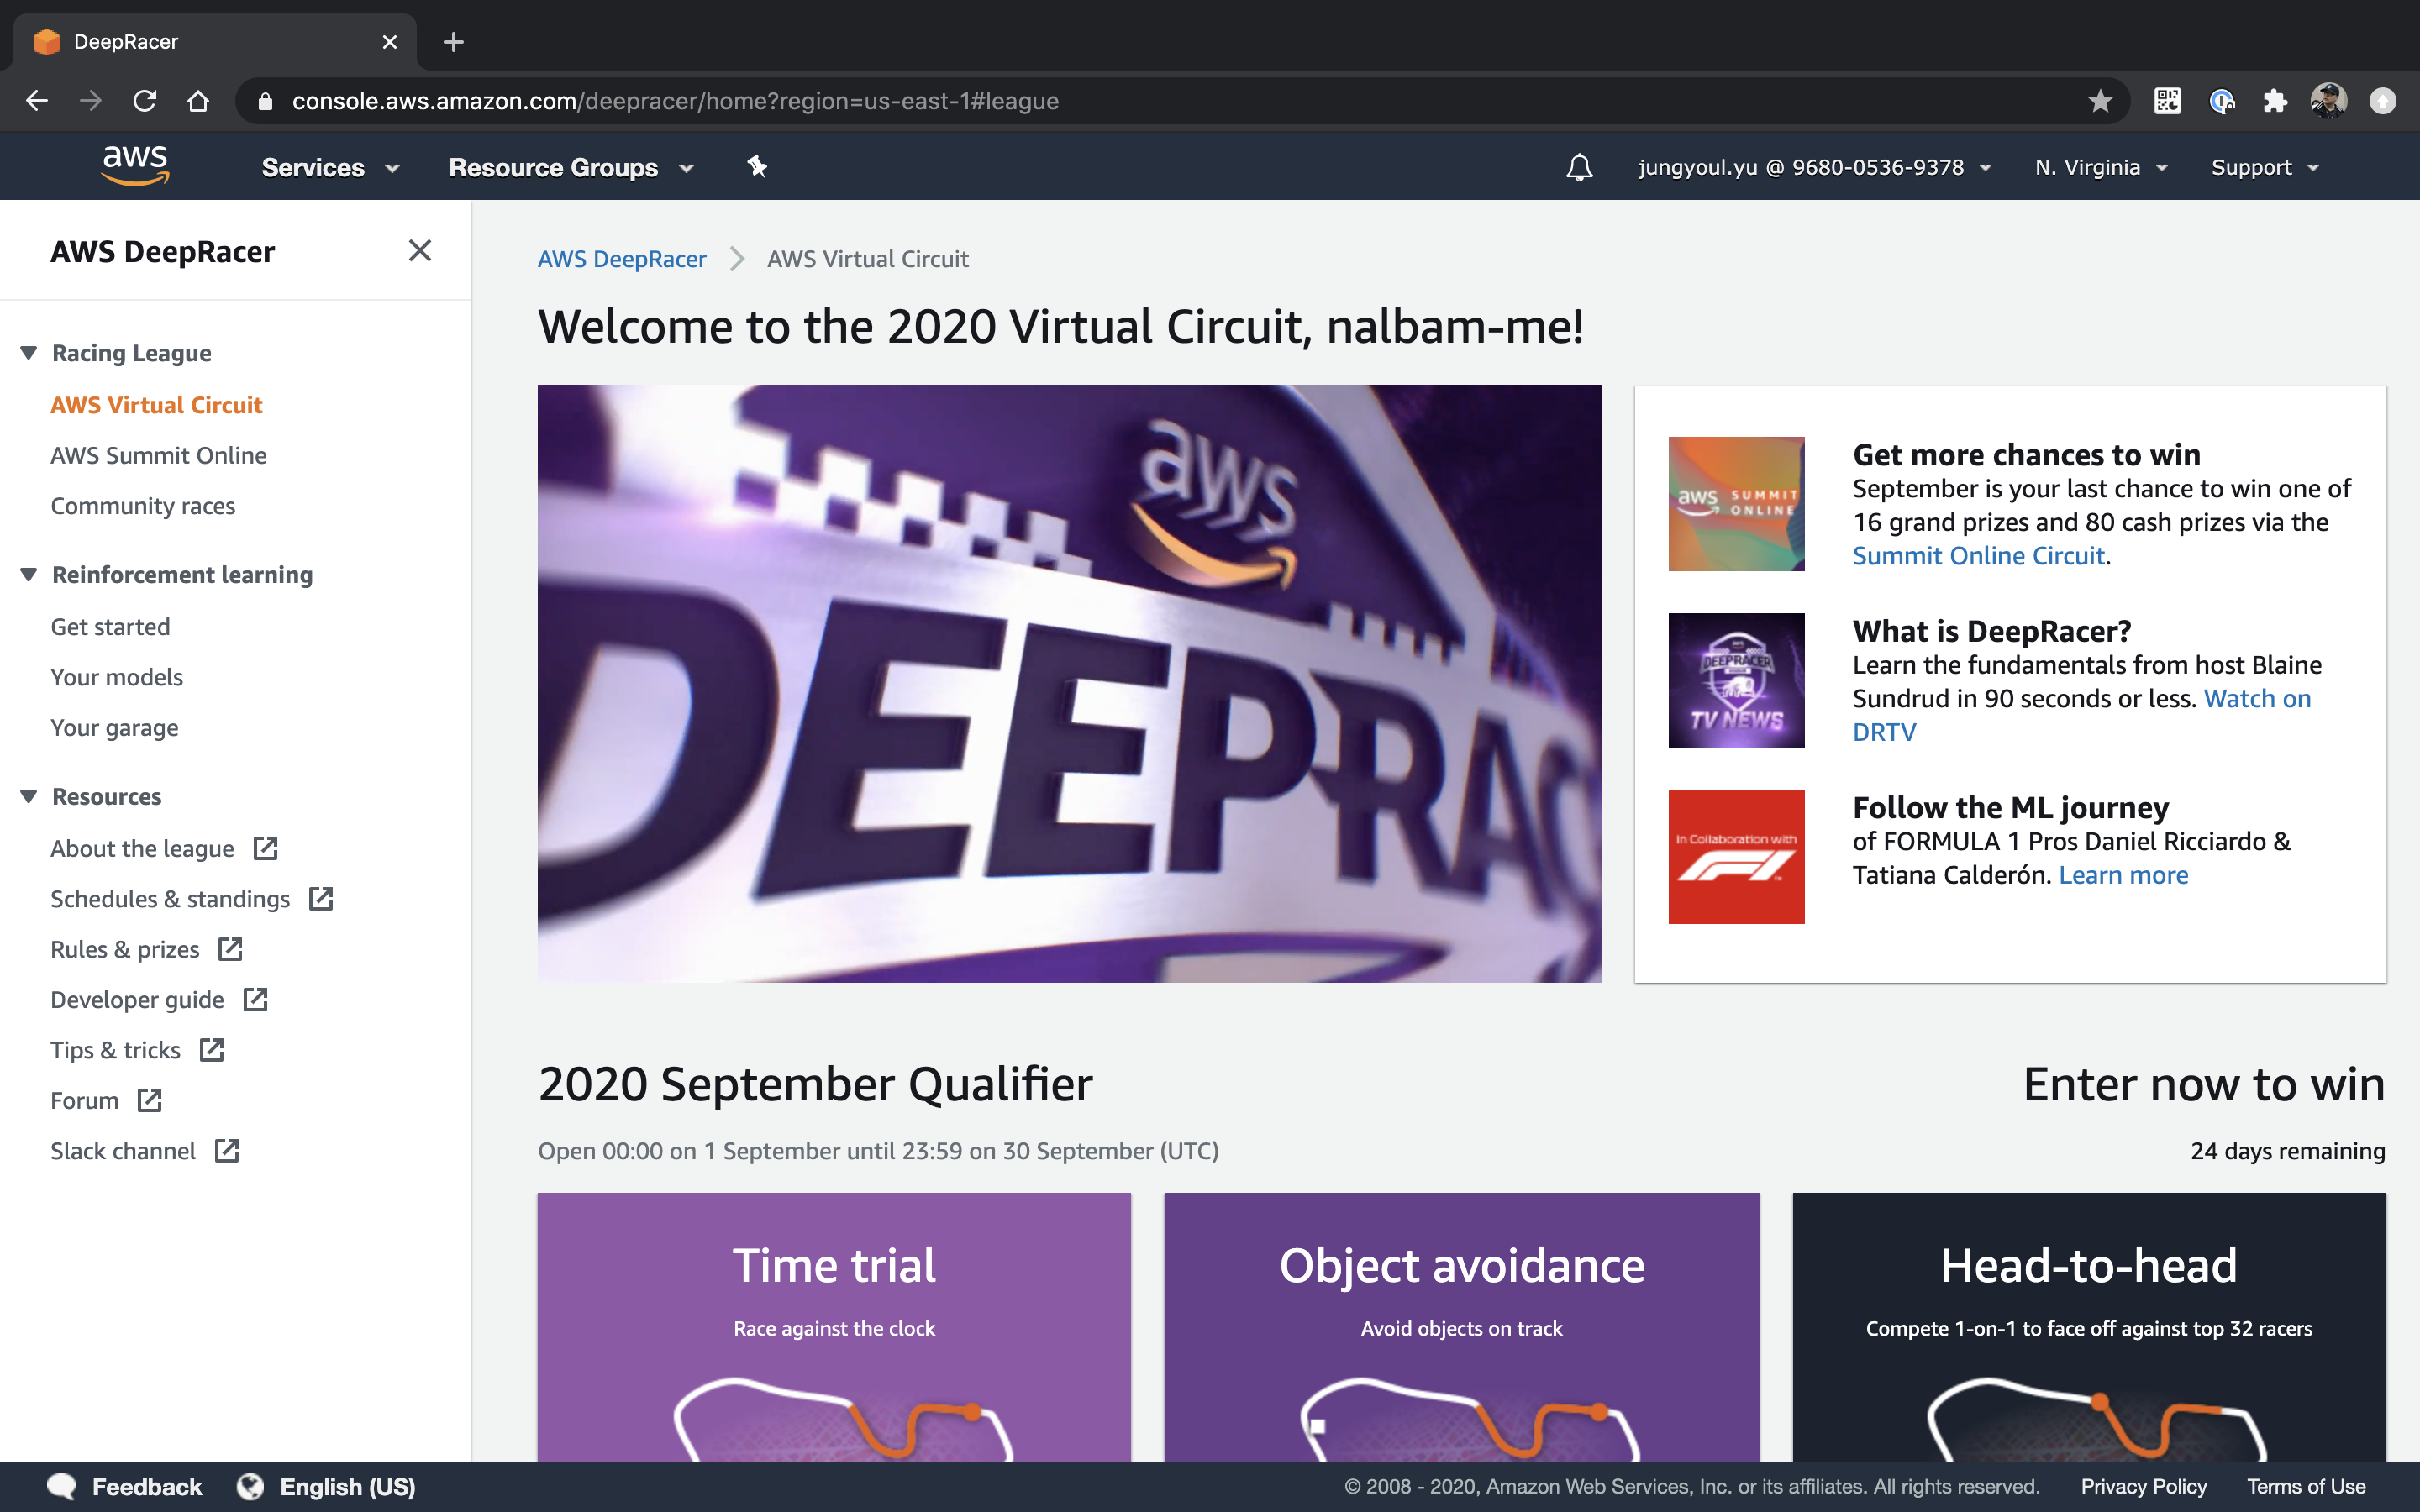 DeepRacer
console.aws.amazon.com/deepracer/home?region=us-east-1#league
aws
Services
Resource Groups
jungyoul.yu @ 9680-0536-9378
N. Virginia
Support
AWS DeepRacer
Racing League
AWS Virtual Circuit
AWS Summit Online
Community races
Reinforcement learning
Get started
Your models
Your garage
Resources
About the league
Schedules & standings
Rules & prizes
Developer guide
Tips & tricks
Forum
Slack channel
AWS DeepRacer
AWS Virtual Circuit
Welcome to the 2020 Virtual Circuit, nalbam-me!
aws
DEEPRAC
aws SUMMIT
ONLINE
Get more chances to win
September is your last chance to win one of
16 grand prizes and 80 cash prizes via the
Summit Online Circuit.
DEEPRACER
TV NEWS
What is DeepRacer?
Learn the fundamentals from host Blaine
Sundrud in 90 seconds or less. Watch on
DRTV
In Collaboration with
Follow the ML journey
of FORMULA 1 Pros Daniel Ricciardo &
Tatiana Calderón. Learn more
2020 September Qualifier
Enter now to win
Open 00:00 on 1 September until 23:59 on 30 September (UTC)
24 days remaining
Time trial
Race against the clock
Object avoidance
Avoid objects on track
Head-to-head
Compete 1-on-1 to face off against top 32 racers
Feedback
English (US)
© 2008 - 2020, Amazon Web Services, Inc. or its affiliates. All rights reserved.
Privacy Policy
Terms of Use